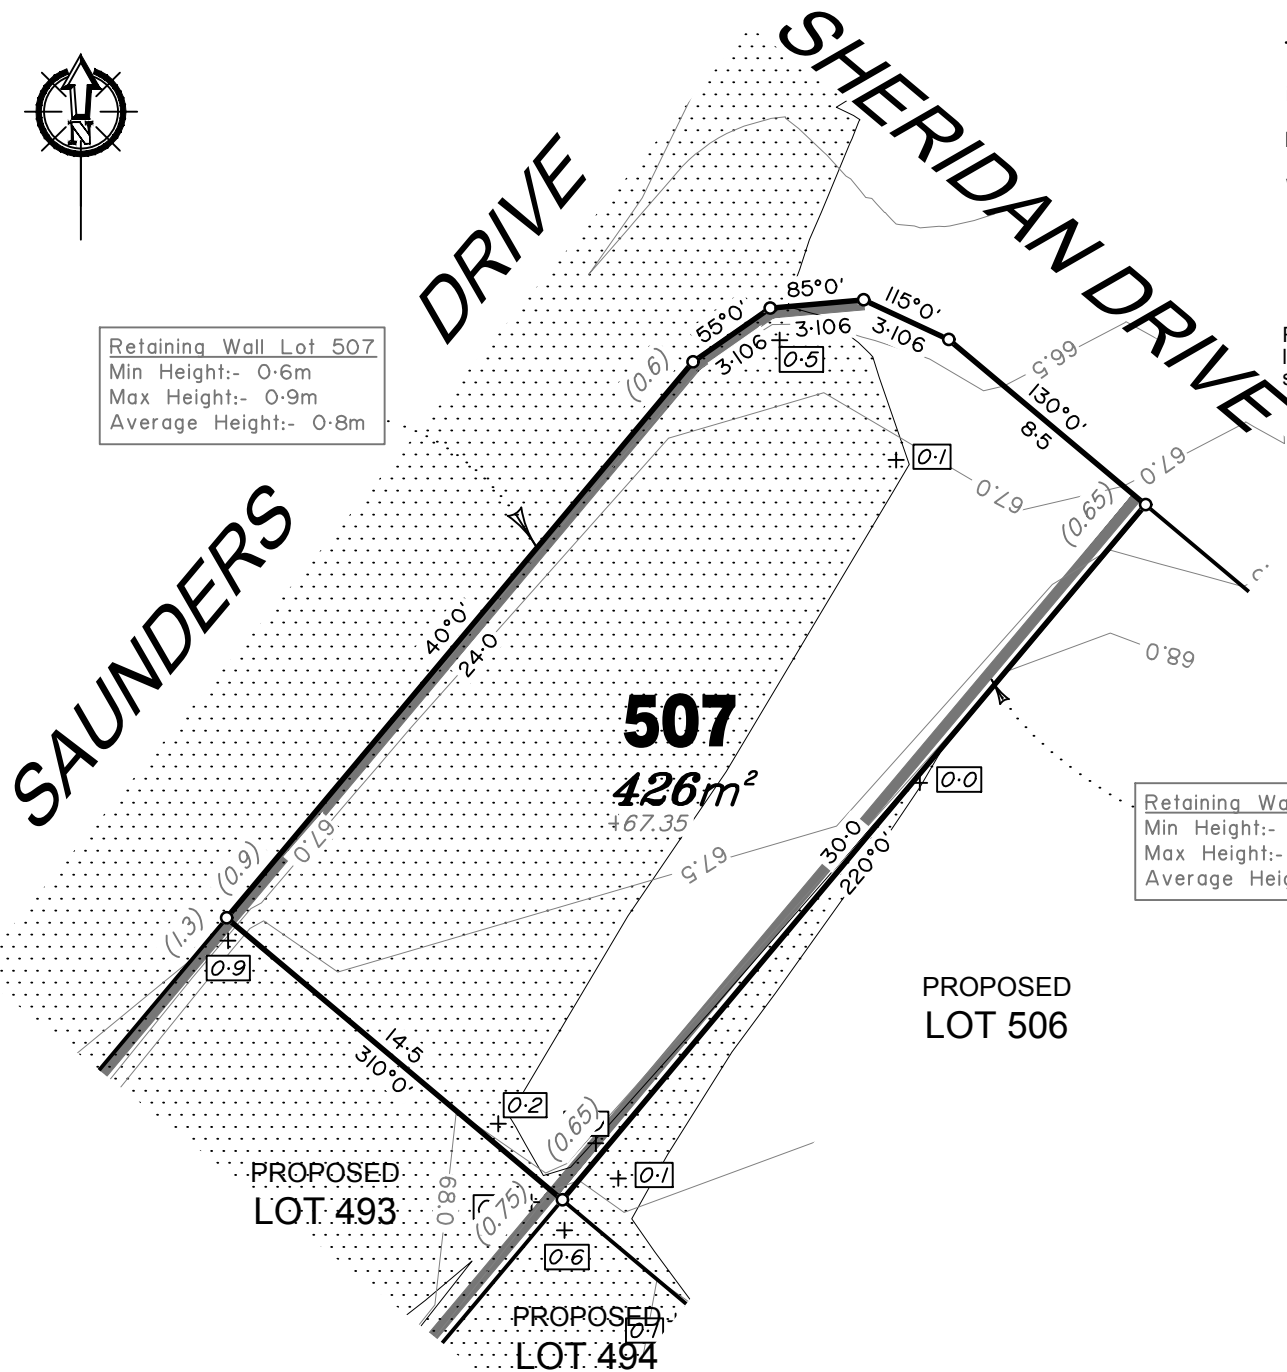 SHERIDAN DRIVE
SAUNDERS DRIVE
N
Retaining Wall Lot 507
Min Height:- 0·6m
Max Height:- 0·9m
Average Height:- 0·8m
85°0'
3·106
115°0'
3·106
55°0'
3·106
0·5
(0.6)
66.5
130°0'
8·5
0·1
67.0
67.0
(0.65)
40°0'
24·0
68.0
507
426m²
+67.35
0·0
Retaining
Min Height:-
Max Height:-
Average
67.0
(0.9)
67.5
30·0
220°0'
(1.3)
0·9
PROPOSED
LOT 506
14·5
310°0'
0·2
(0.65)
0·1
PROPOSED
LOT 493
68.0
(0.75)
0·6
PROPOSED
LOT 494
0·7